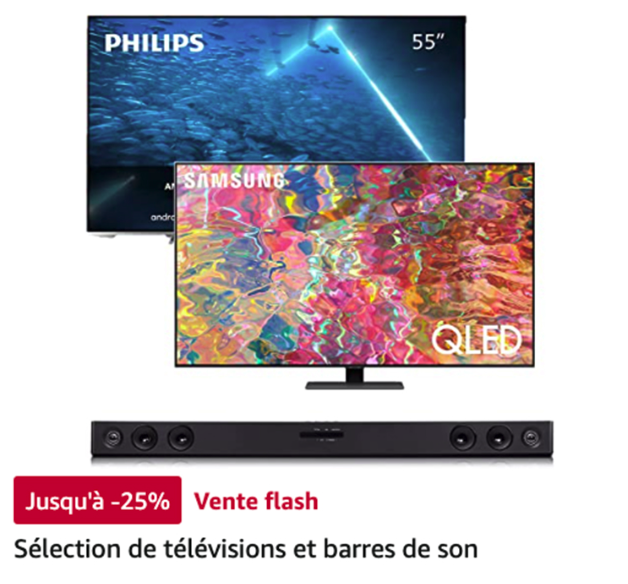 PHILIPS 55"
SAMSUNG
QLED
Jusqu'à -25% Vente flash
Sélection de télévisions et barres de son